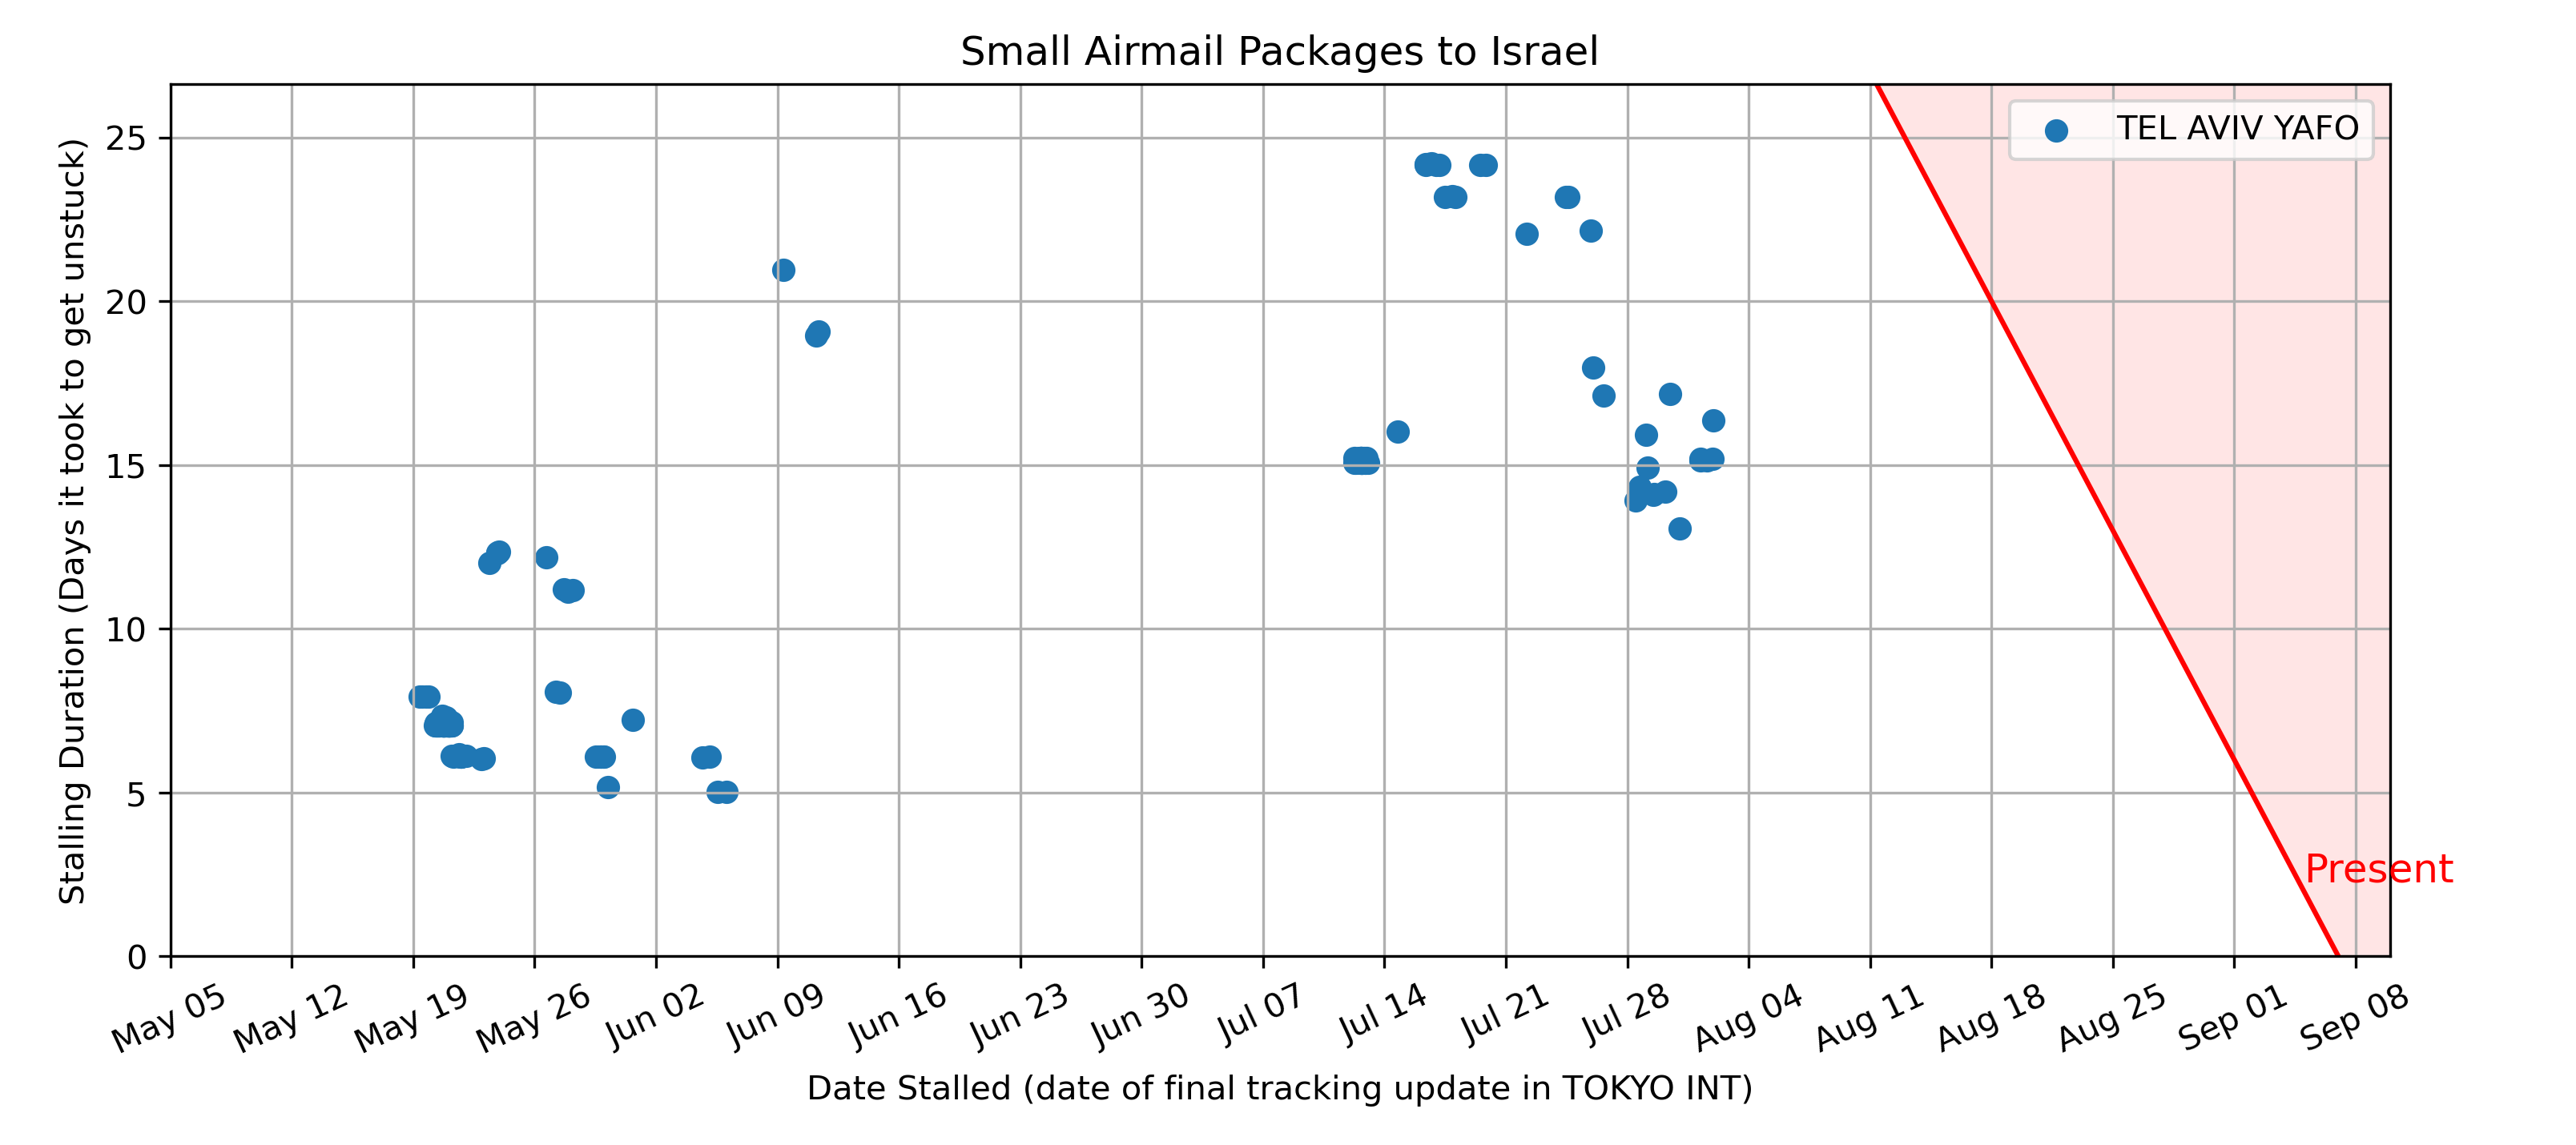 Small Airmail Packages to Israel
TEL AVIV YAFO
Stalling Duration (Days it took to get unstuck)
25
20
15
10
5
0
Present
May 05
May 12
May 19
May 26
Jun 02
Jun 09
Jun 16
Jun 23
Jun 30
Jul 07
Jul 14
Jul 21
Jul 28
Aug 04
Aug 11
Aug 18
Aug 25
Sep 01
Sep 08
Date Stalled (date of final tracking update in TOKYO INT)